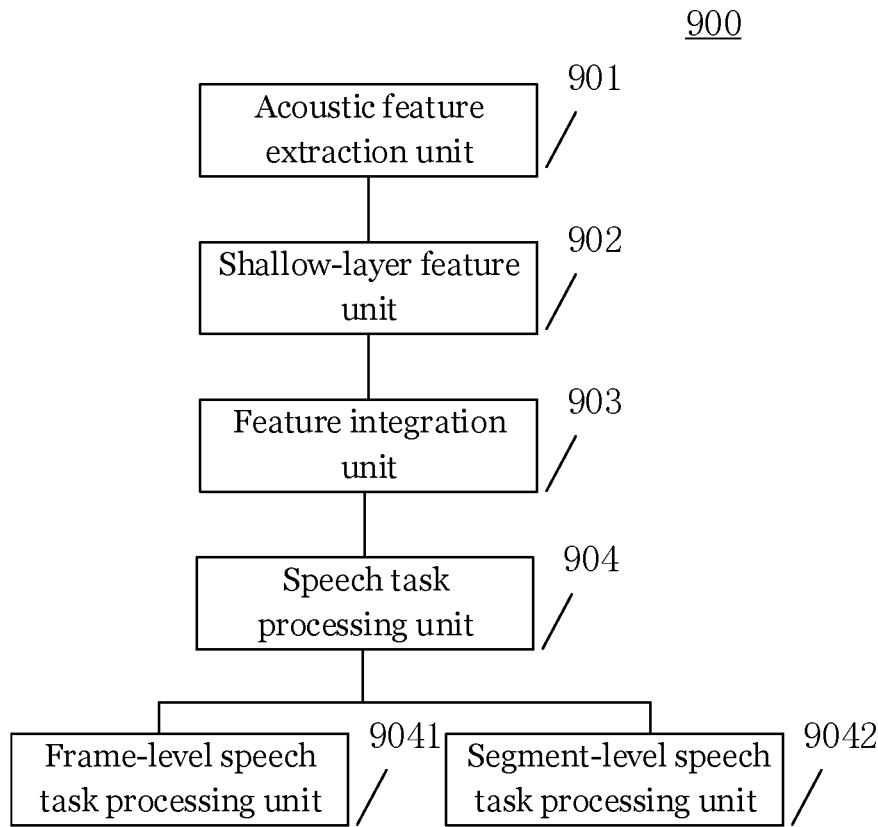 900
901
Acoustic feature
extraction unit
902
Shallow-layer feature
unit
903
Feature integration
unit
904
Speech task
processing unit
9041
Frame-level speech
task processing unit
9042
Segment-level speech
task processing unit